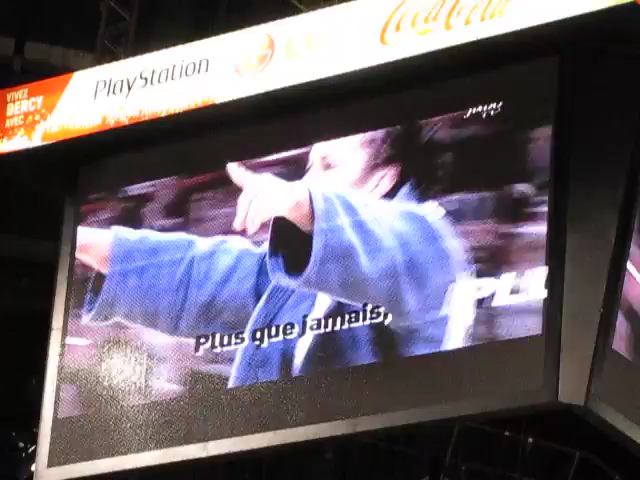 VIVEZ
BERCY
AVEC
PlayStation
Coca-Cola
Plus que jamais,
PLU